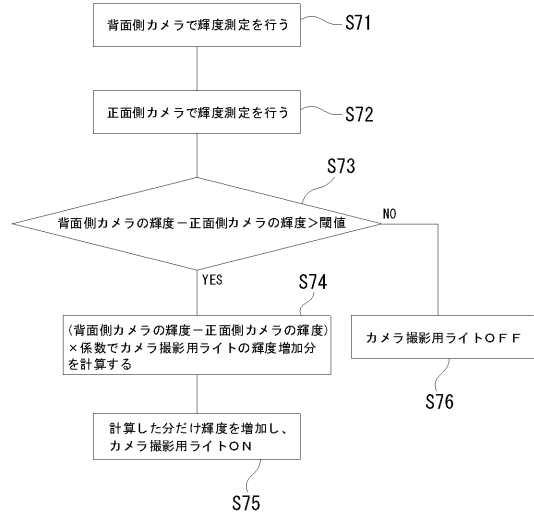 背面側カメラで輝度測定を行う
S71
正面側カメラで輝度測定を行う
S72
S73
背面側カメラの輝度－正面側カメラの輝度＞閾値
NO
YES
S74
(背面側カメラの輝度－正面側カメラの輝度)
×係数でカメラ撮影用ライトの輝度増加分
を計算する
カメラ撮影用ライトＯＦＦ
S76
計算した分だけ輝度を増加し、
カメラ撮影用ライトON
S75